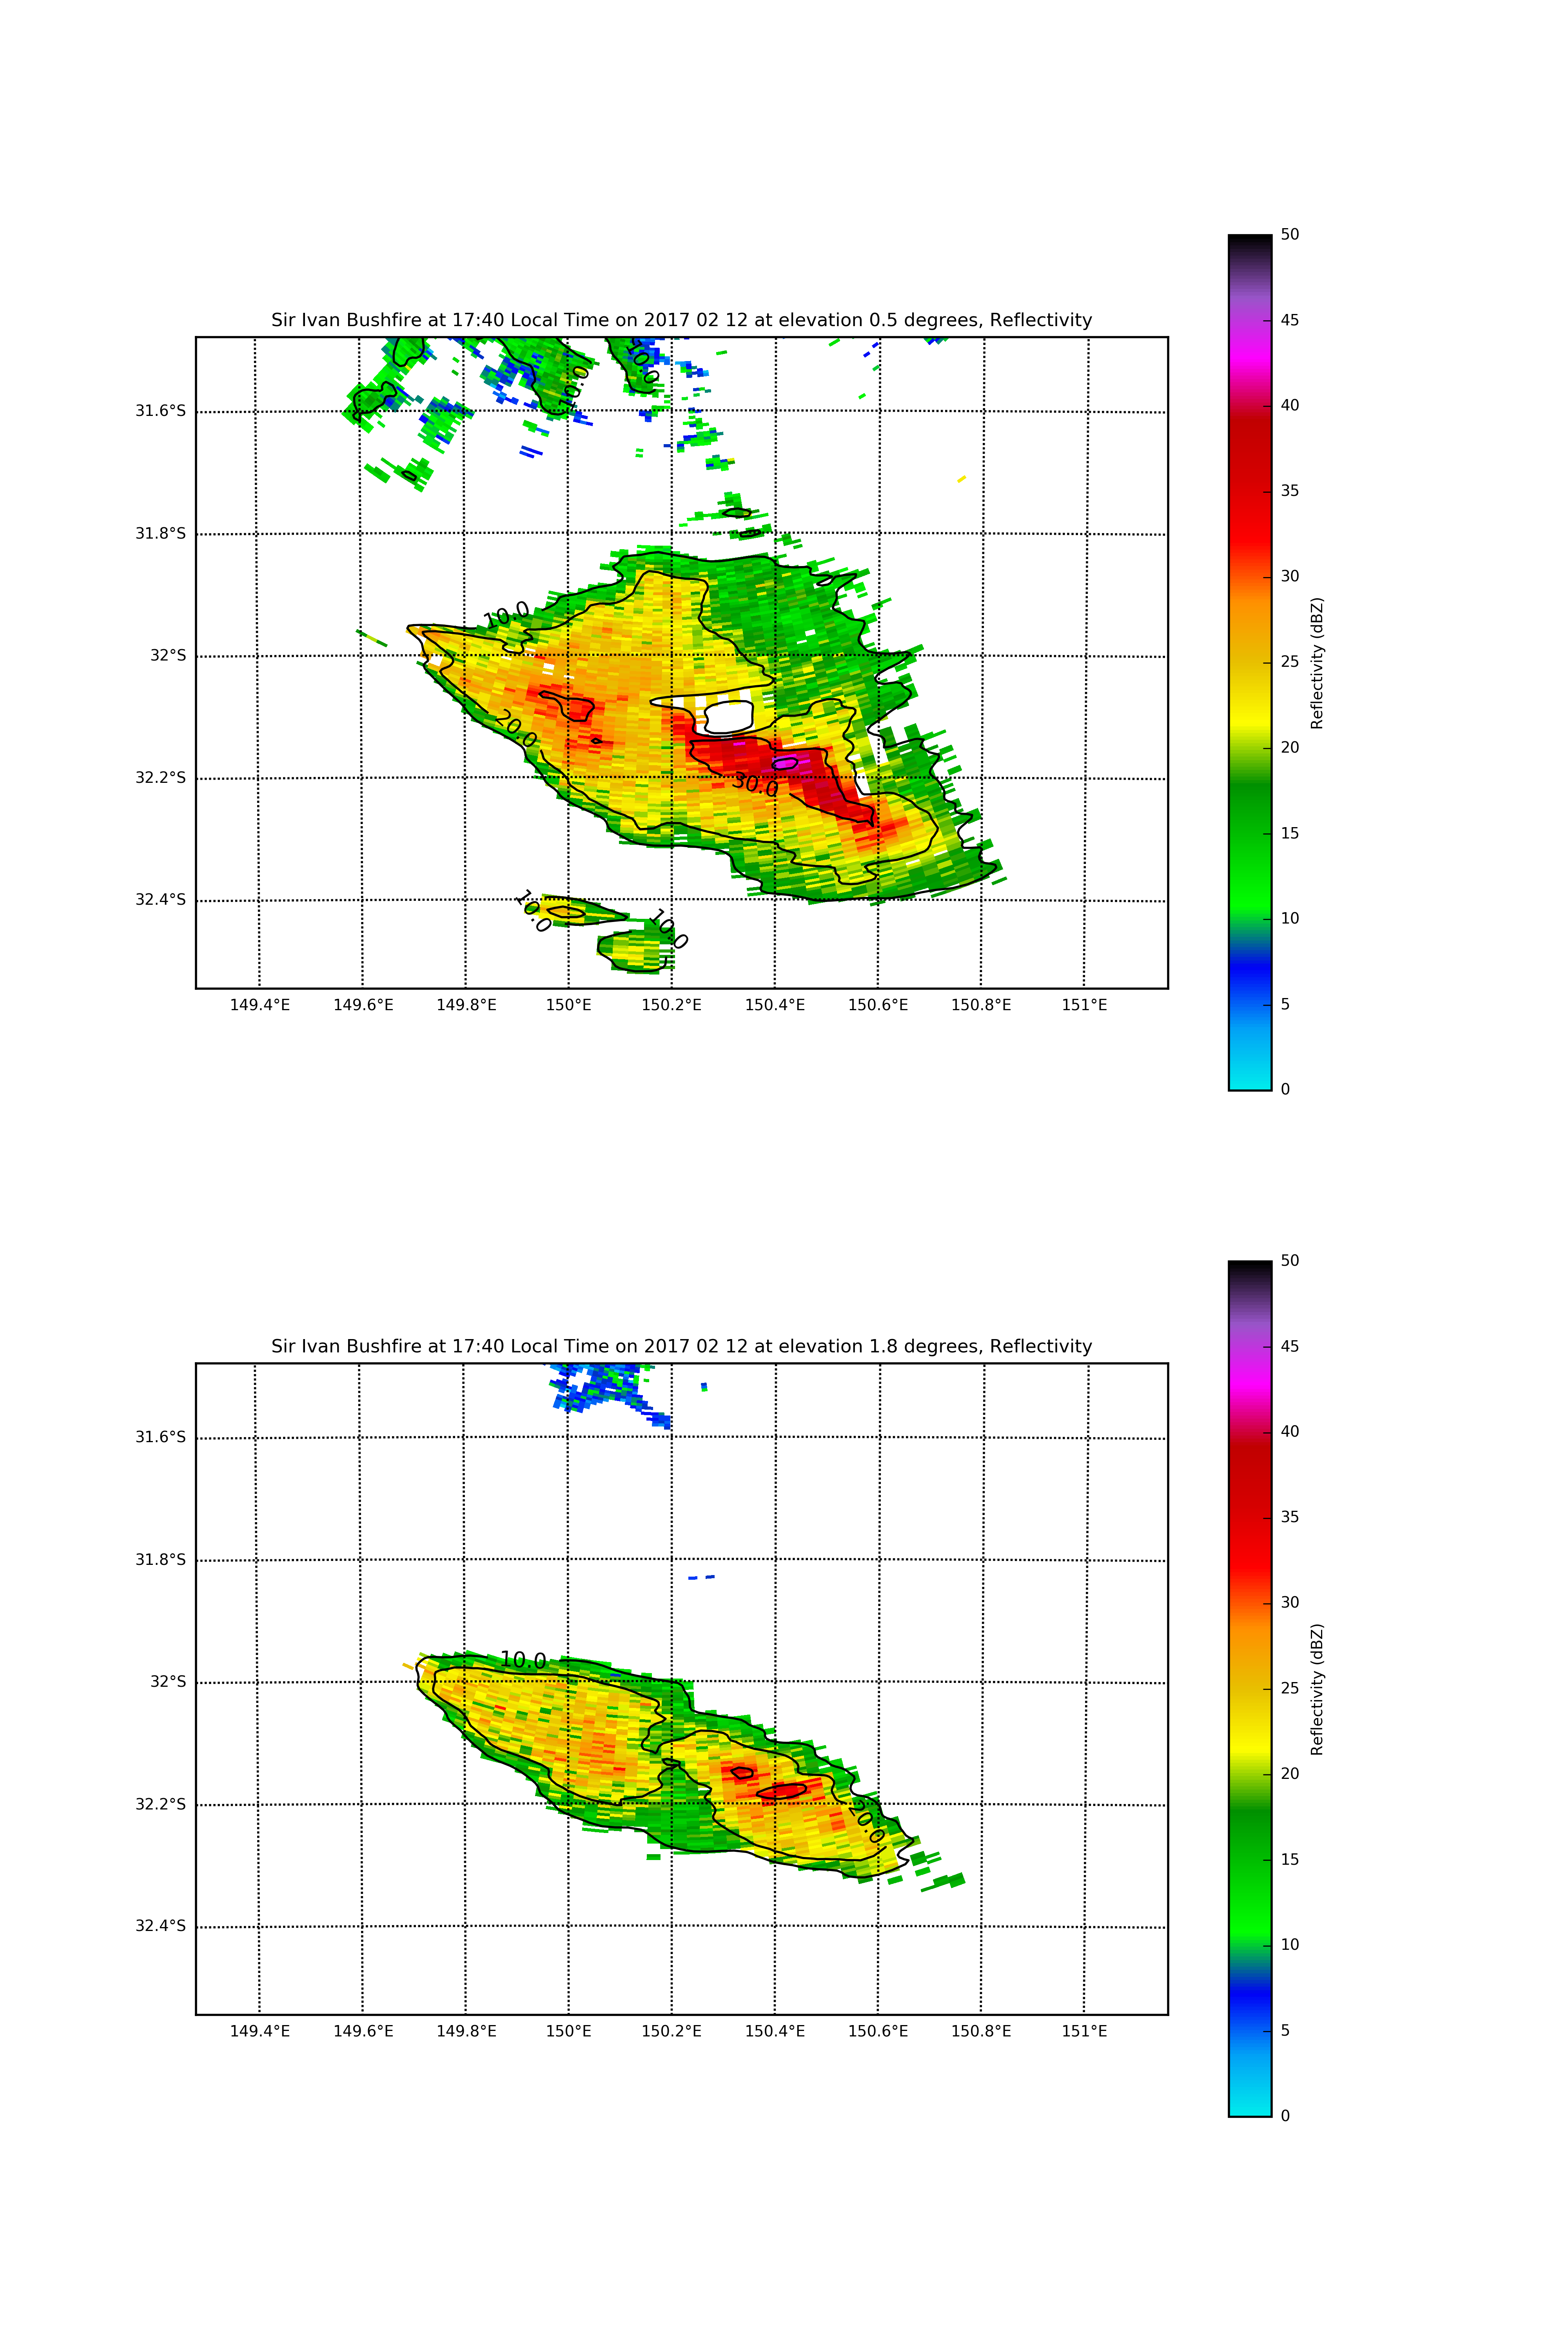 Sir Ivan Bushfire at 17:40 Local Time on 2017 02 12 at elevation 0.5 degrees, Reflectivity
50
45
40
35
30
25
20
15
10
5
0
Reflectivity (dBZ)
31.6°S
31.8°S
32°S
32.2°S
32.4°S
10.0
10.0
10.0
20.0
30.0
10.0
10.0
149.4°E 149.6°E 149.8°E 150°E 150.2°E 150.4°E 150.6°E 150.8°E 151°E
Sir Ivan Bushfire at 17:40 Local Time on 2017 02 12 at elevation 1.8 degrees, Reflectivity
50
45
40
35
30
25
20
15
10
5
0
Reflectivity (dBZ)
31.6°S
31.8°S
32°S
32.2°S
32.4°S
10.0
20.0
149.4°E 149.6°E 149.8°E 150°E 150.2°E 150.4°E 150.6°E 150.8°E 151°E